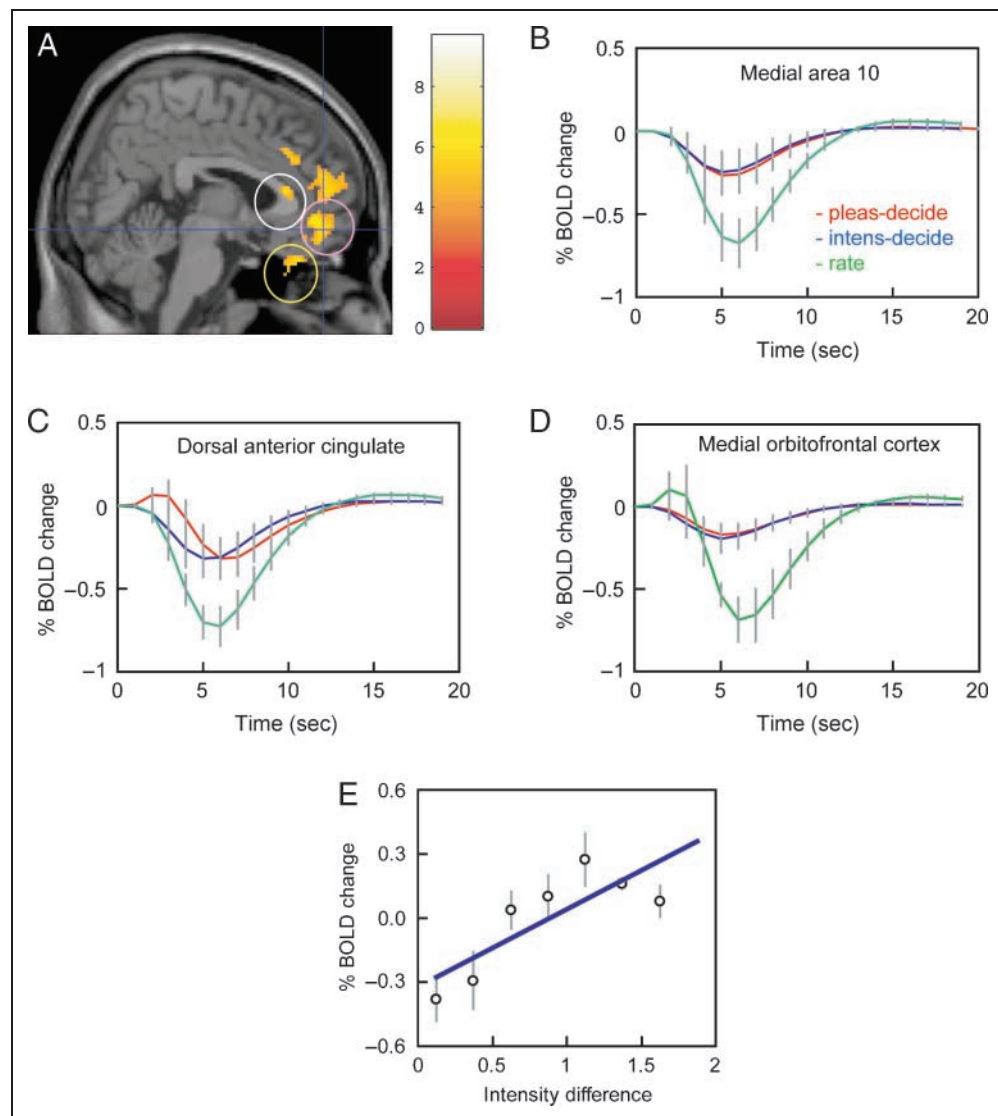 A
8
6
4
2
0
B
0.5
0
−0.5
−1
% BOLD change
Medial area 10
- pleas-decide
- intens-decide
- rate
0 5 10 15 20
Time (sec)
C
0.5
0
−0.5
−1
% BOLD change
Dorsal anterior cingulate
0 5 10 15 20
Time (sec)
D
0.5
0
−0.5
−1
% BOLD change
Medial orbitofrontal cortex
0 5 10 15 20
Time (sec)
E
0.6
0.3
0.0
−0.3
−0.6
% BOLD change
0 0.5 1 1.5 2
Intensity difference